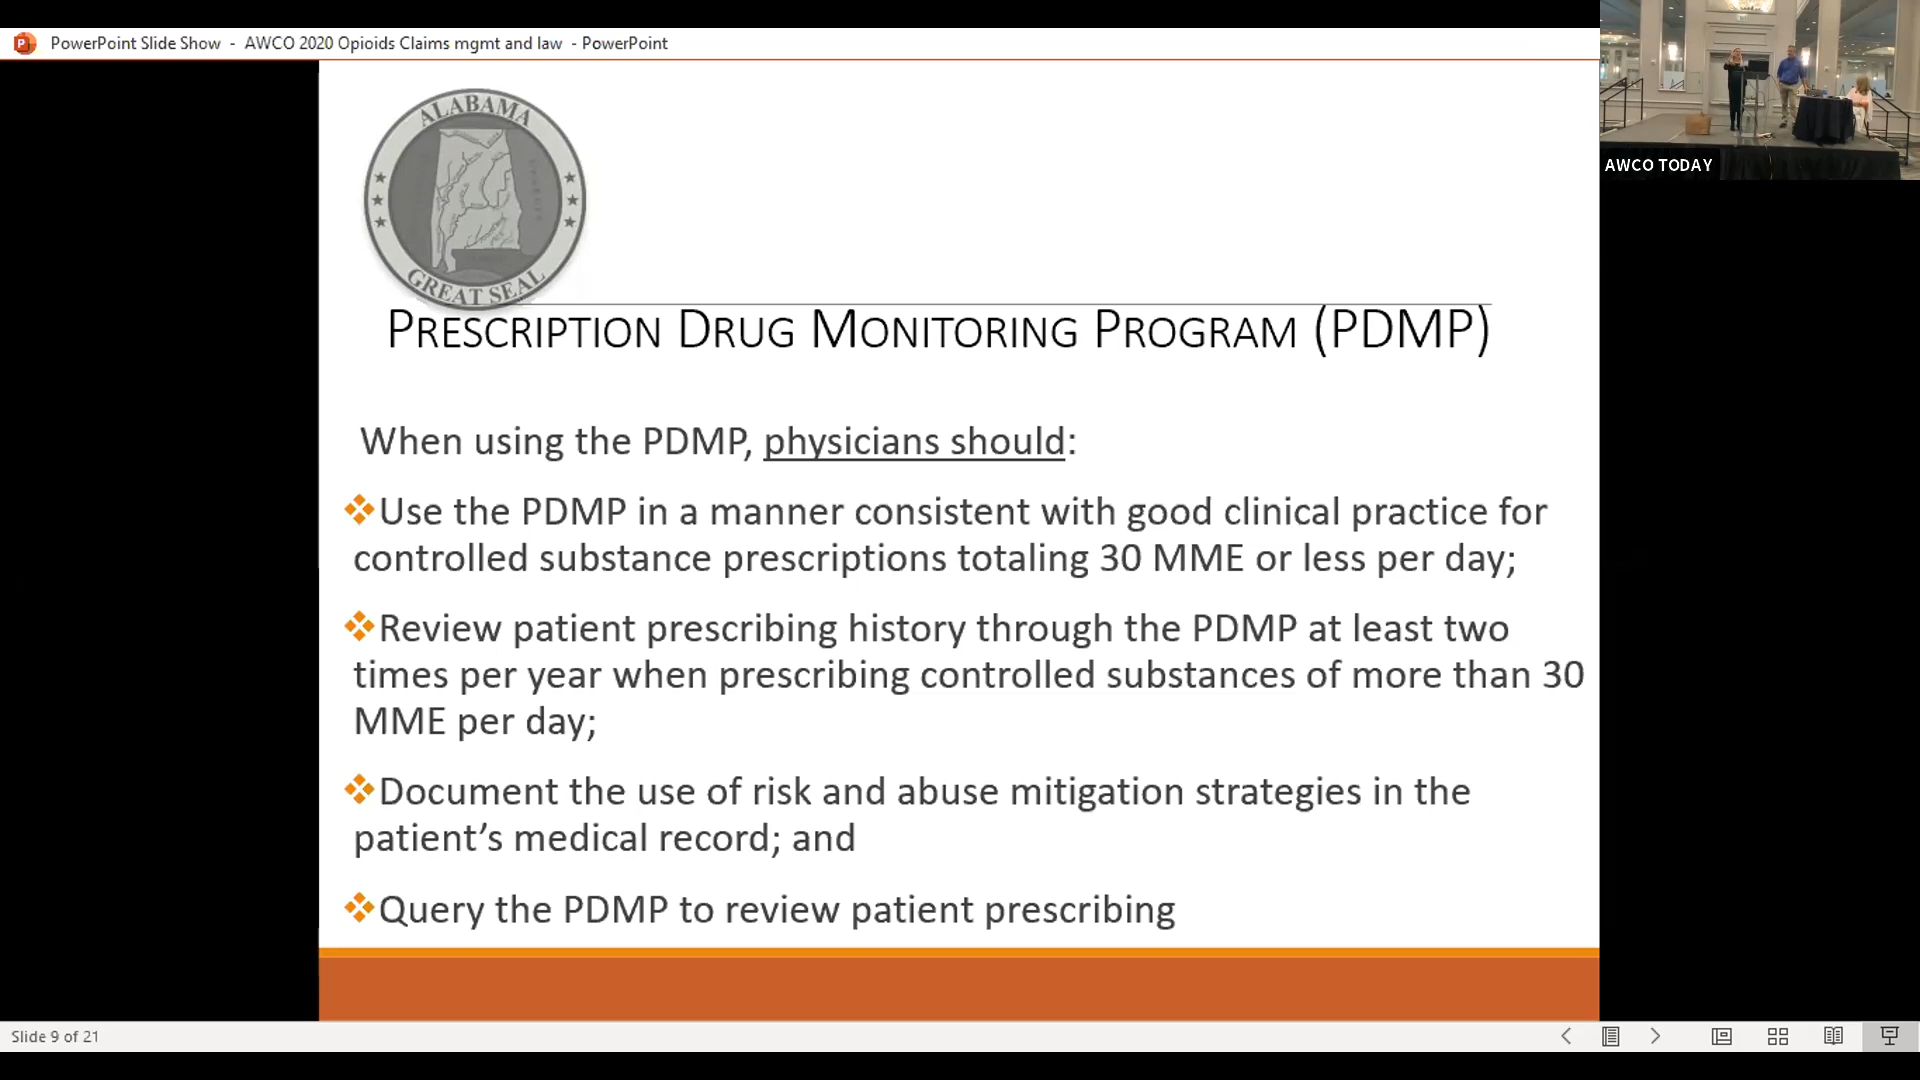 PowerPoint Slide Show - AWCO 2020 Opioids Claims mgmt and law - PowerPoint
AWCO TODAY
ALABAMA
GREAT SEAL
PRESCRIPTION DRUG MONITORING PROGRAM (PDMP)
When using the PDMP, physicians should:
❖Use the PDMP in a manner consistent with good clinical practice for
controlled substance prescriptions totaling 30 MME or less per day;
❖Review patient prescribing history through the PDMP at least two
times per year when prescribing controlled substances of more than 30
MME per day;
❖Document the use of risk and abuse mitigation strategies in the
patient’s medical record; and
❖Query the PDMP to review patient prescribing
Slide 9 of 21